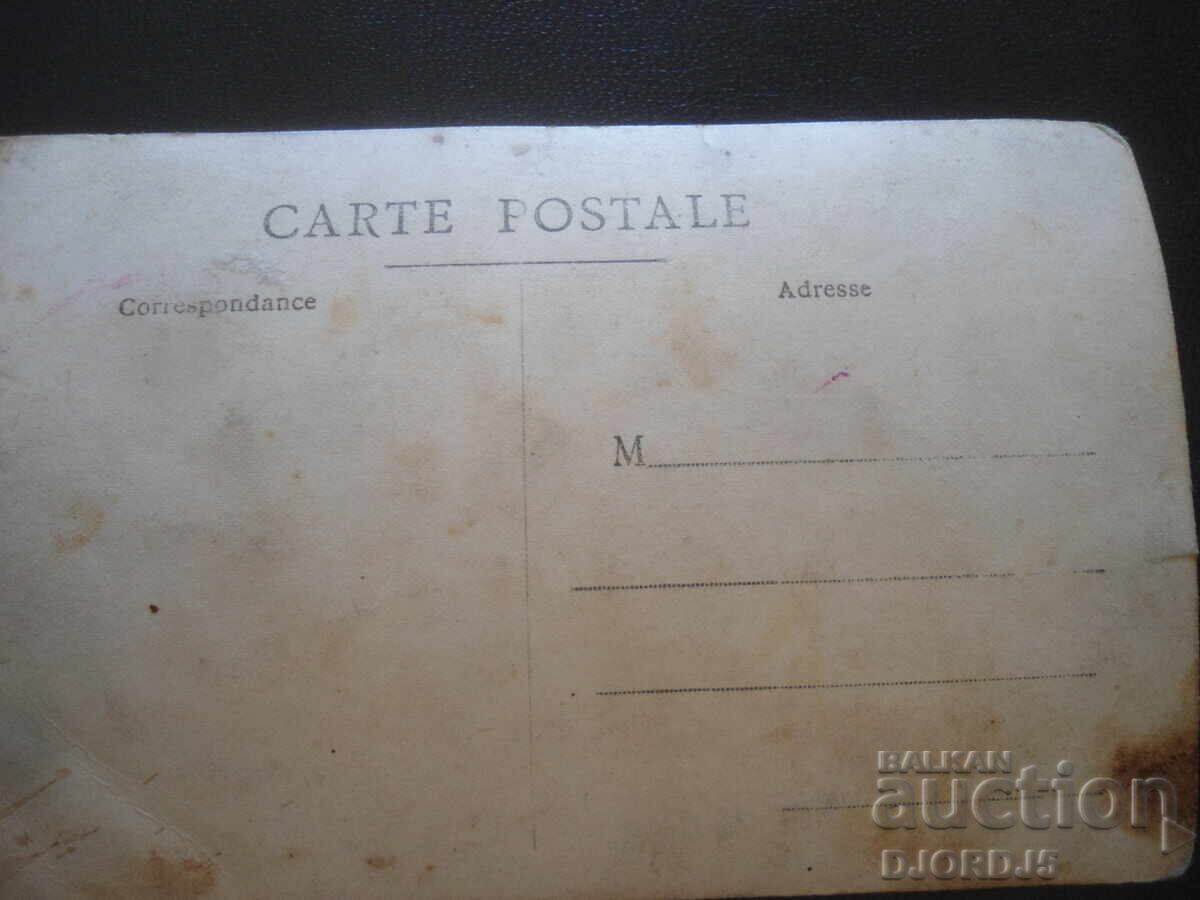 CARTE POSTALE
Correspondance
Adresse
M
BALKAN
auction
DJORDJ5